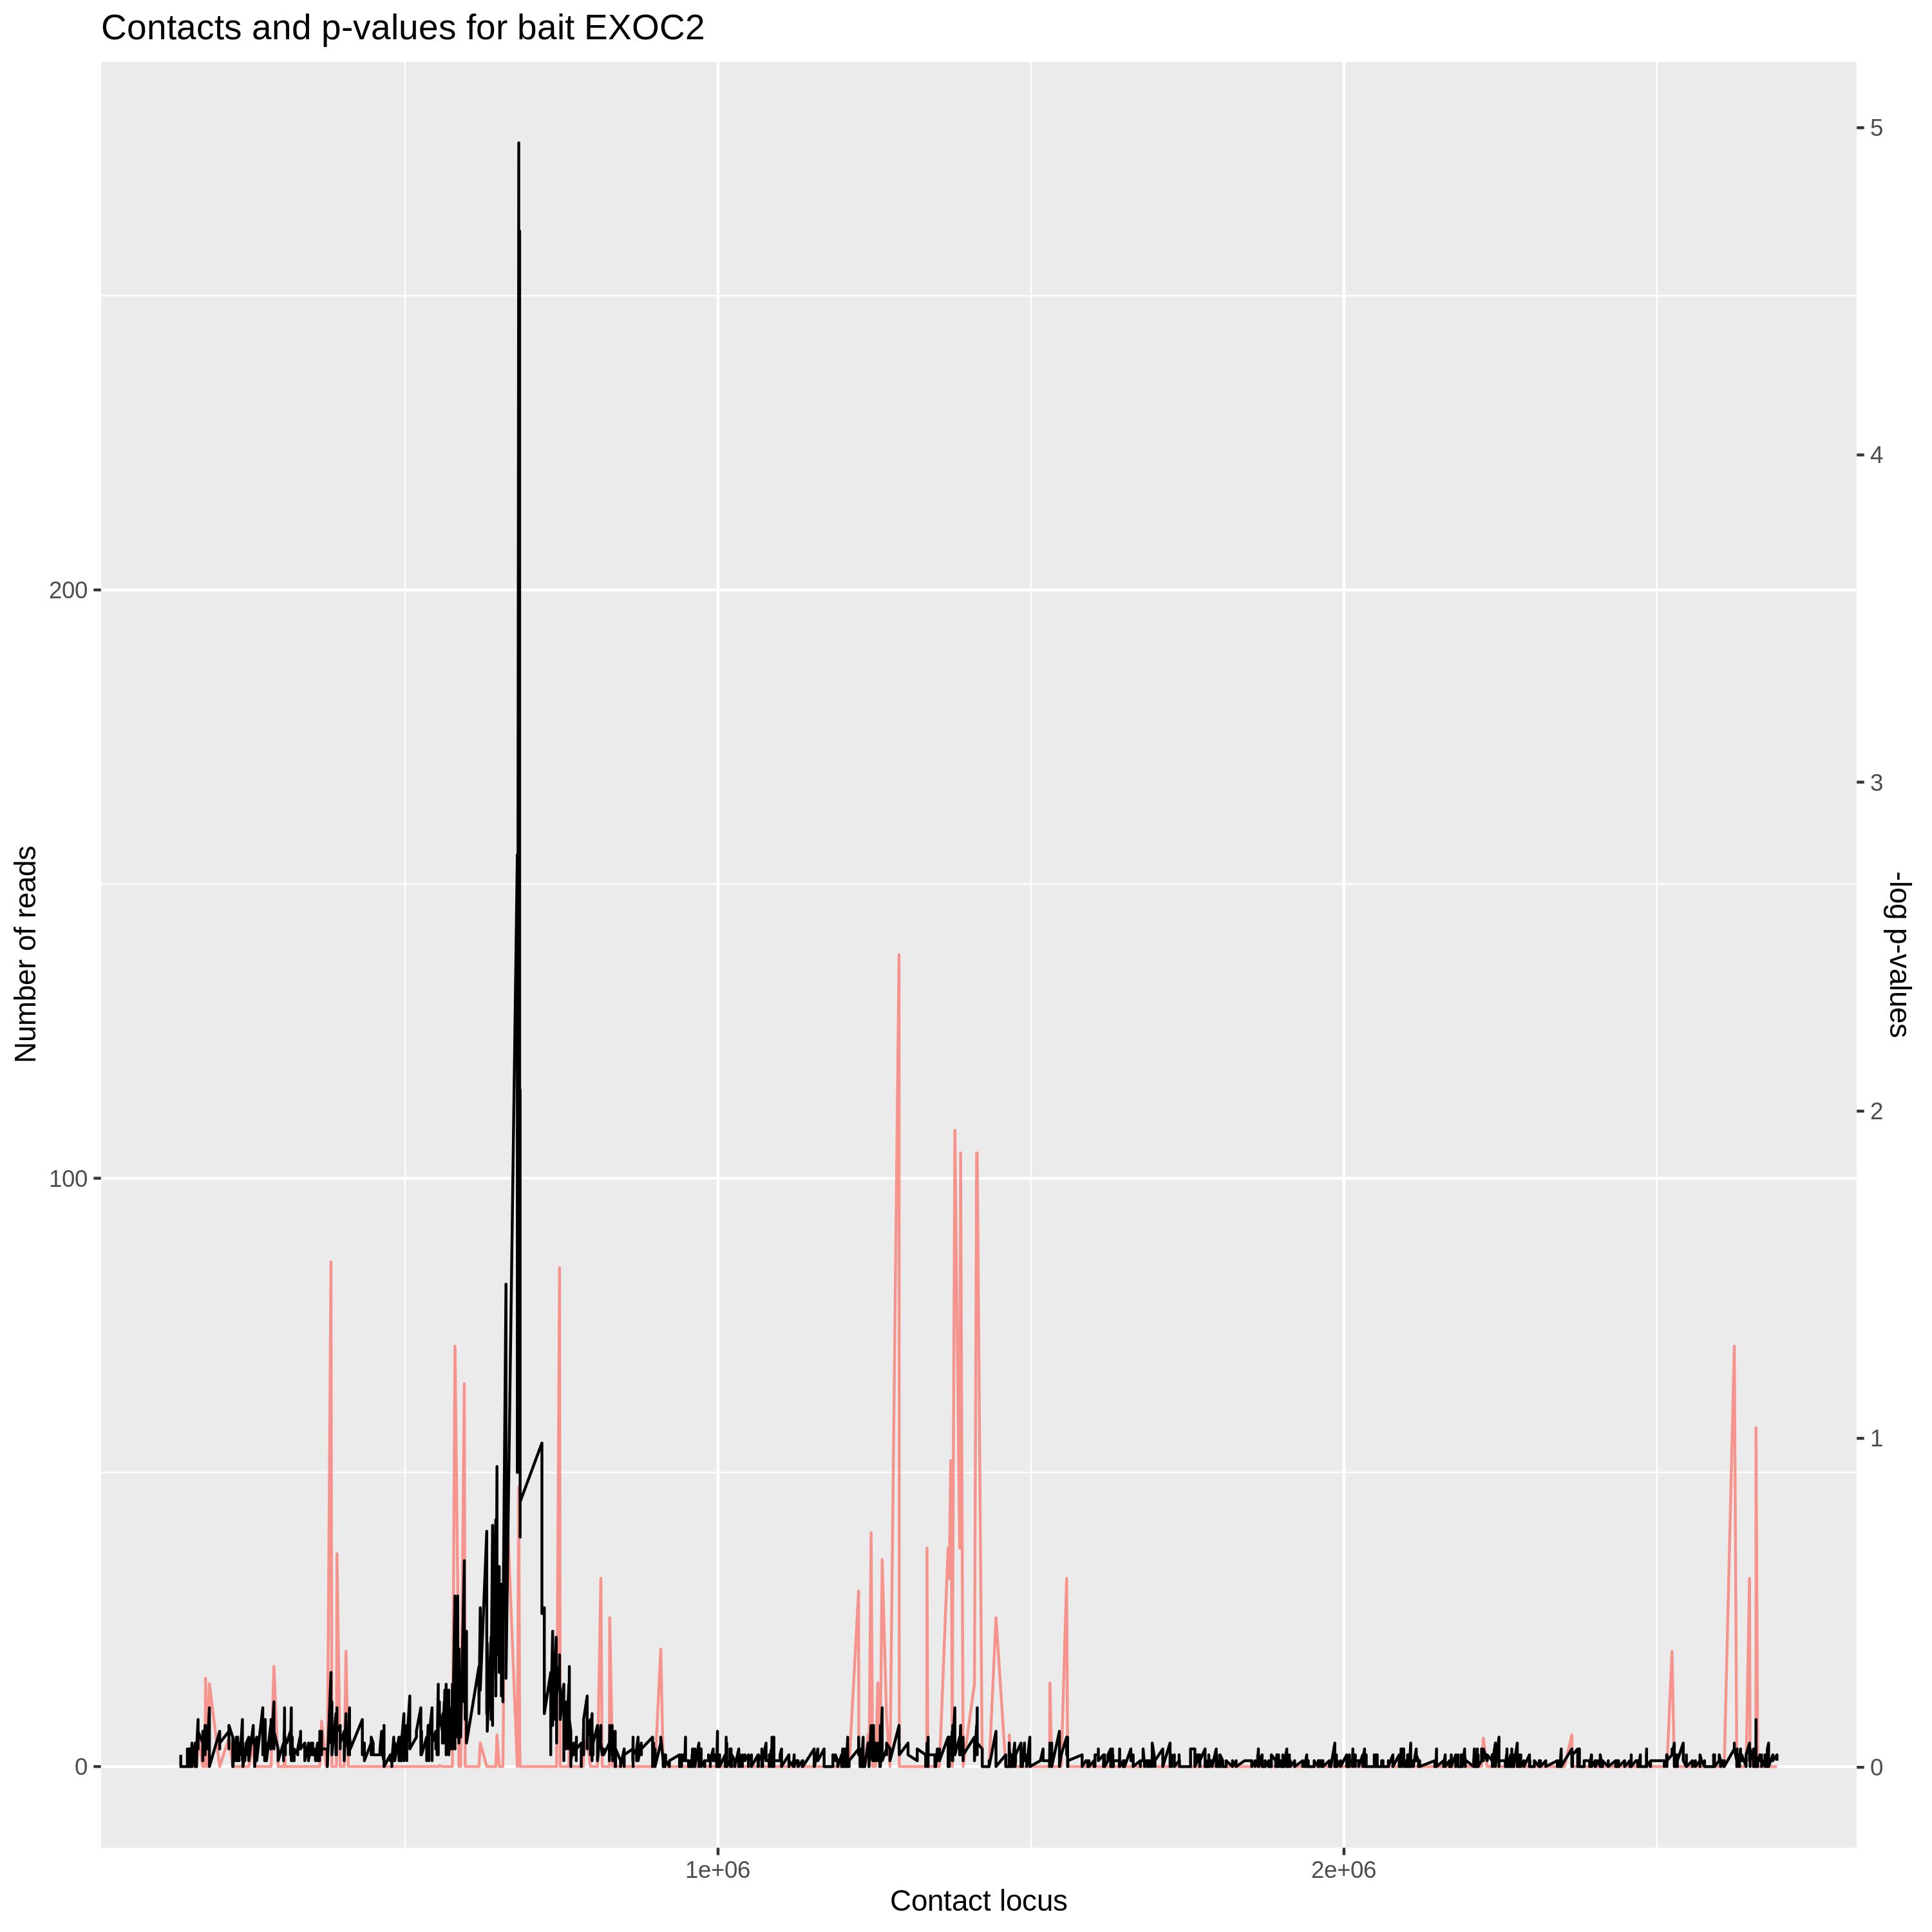 Contacts and p-values for bait EXOC2
Number of reads
200
100
0
5
4
3
2
1
0
-log p-values
1e+06
2e+06
Contact locus